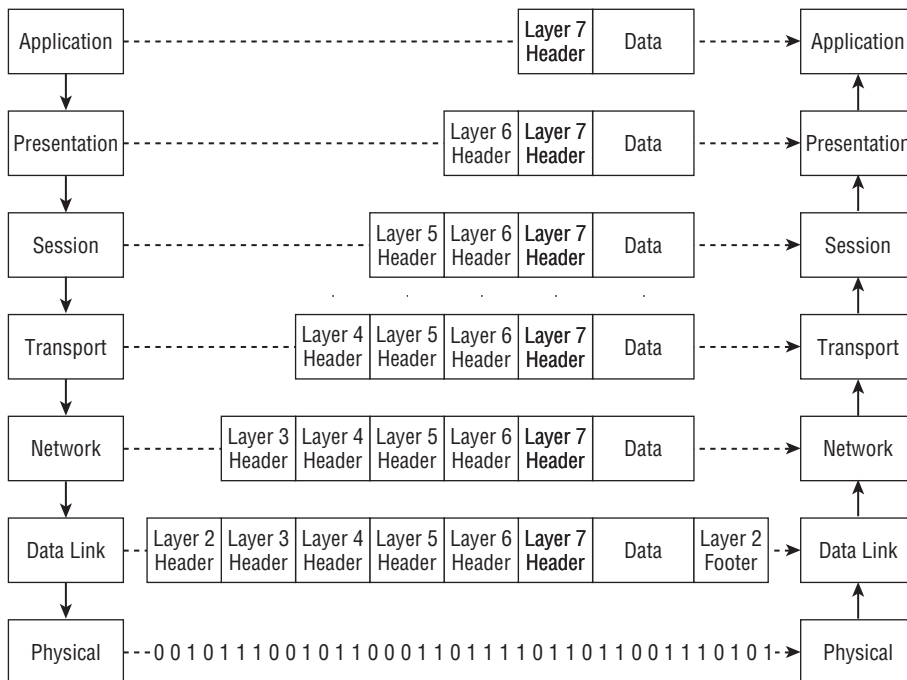 Application Layer 7 Header Data Application
Presentation Layer 6 Header Layer 7 Header Data Presentation
Session Layer 5 Header Layer 6 Header Layer 7 Header Data Session
Transport Layer 4 Header Layer 5 Header Layer 6 Header Layer 7 Header Data Transport
Network Layer 3 Header Layer 4 Header Layer 5 Header Layer 6 Header Layer 7 Header Data Network
Data Link Layer 2 Header Layer 3 Header Layer 4 Header Layer 5 Header Layer 6 Header Layer 7 Header Data Layer 2 Footer Data Link
Physical 0 0 1 0 1 1 1 0 0 1 0 1 1 0 0 0 1 1 0 1 1 1 1 0 1 1 0 1 1 0 0 1 1 1 0 1 0 1 Physical